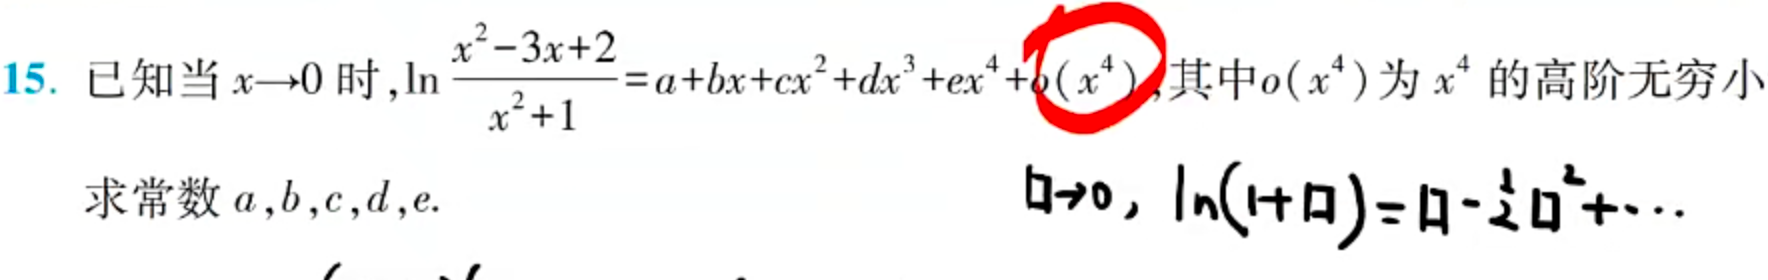 15. 已知当 x→0 时,ln (x²-3x+2)/(x²+1) =a+bx+cx²+dx³+ex⁴+o(x⁴),其中o(x⁴)为 x⁴ 的高阶无穷小
求常数 a,b,c,d,e.
□→0, ln(1+□)=□-½□²+…